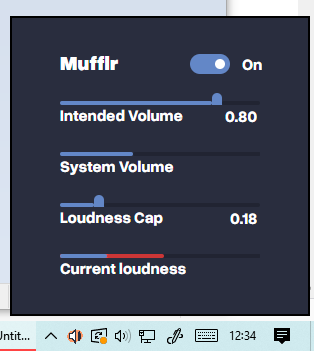 Mufflr On
Intended Volume 0.80
System Volume
Loudness Cap 0.18
Current loudness
Untit... 12:34